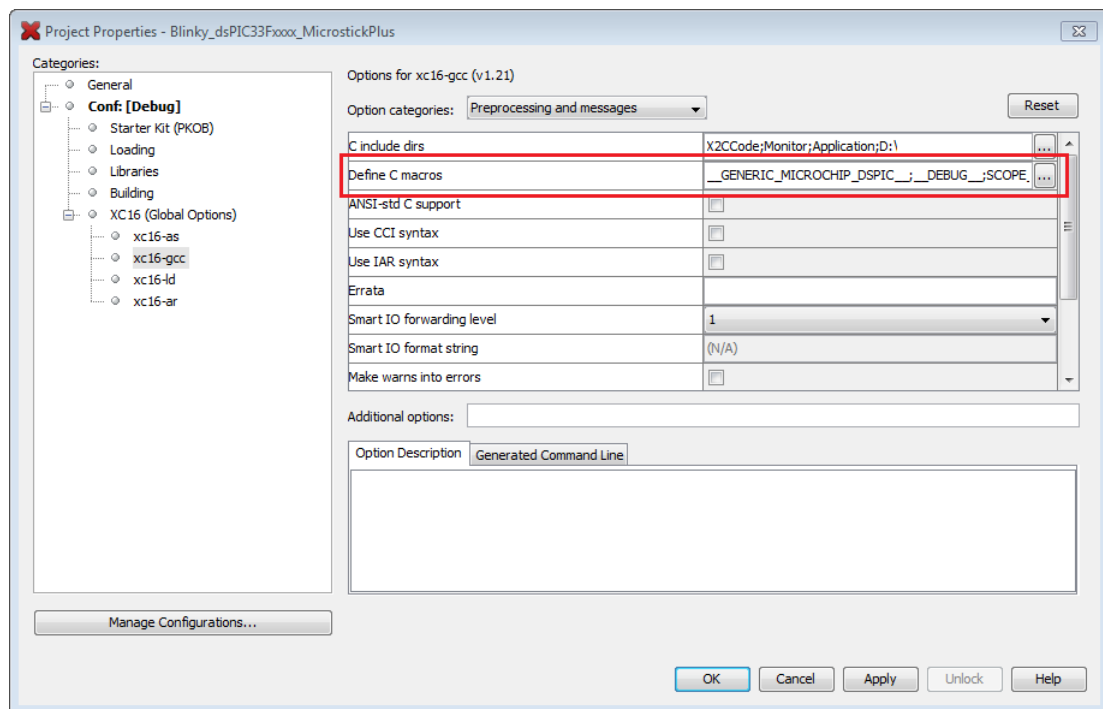 Project Properties - Blinky_dsPIC33Fxxxx_MicrostickPlus
Categories:
General
Conf: [Debug]
Starter Kit (PKOB)
Loading
Libraries
Building
XC16 (Global Options)
xc16-as
xc16-gcc
xc16-ld
xc16-ar
Manage Configurations...
Options for xc16-gcc (v1.21)
Option categories: Preprocessing and messages Reset
C include dirs X2CCode;Monitor;Application;D:\ ...
Define C macros __GENERIC_MICROCHIP_DSPIC__;__DEBUG__;SCOPE_ ...
ANSI-std C support
Use CCI syntax
Use IAR syntax
Errata
Smart IO forwarding level 1
Smart IO format string (N/A)
Make warns into errors
Additional options:
Option Description Generated Command Line
OK Cancel Apply Unlock Help